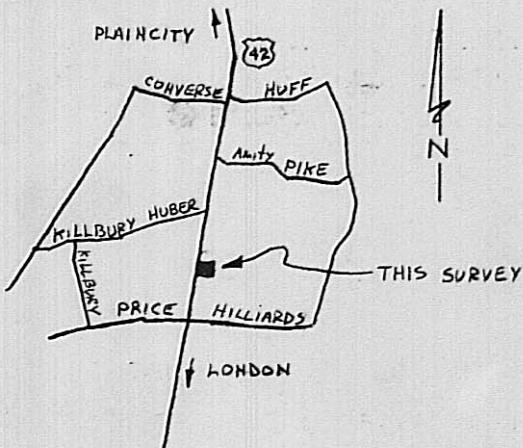 PLAINCITY
42
CONVERSE HUFF
Amity PIKE
N
KILLBURY HUBER
KILLBURY
THIS SURVEY
PRICE HILLIARDS
LONDON